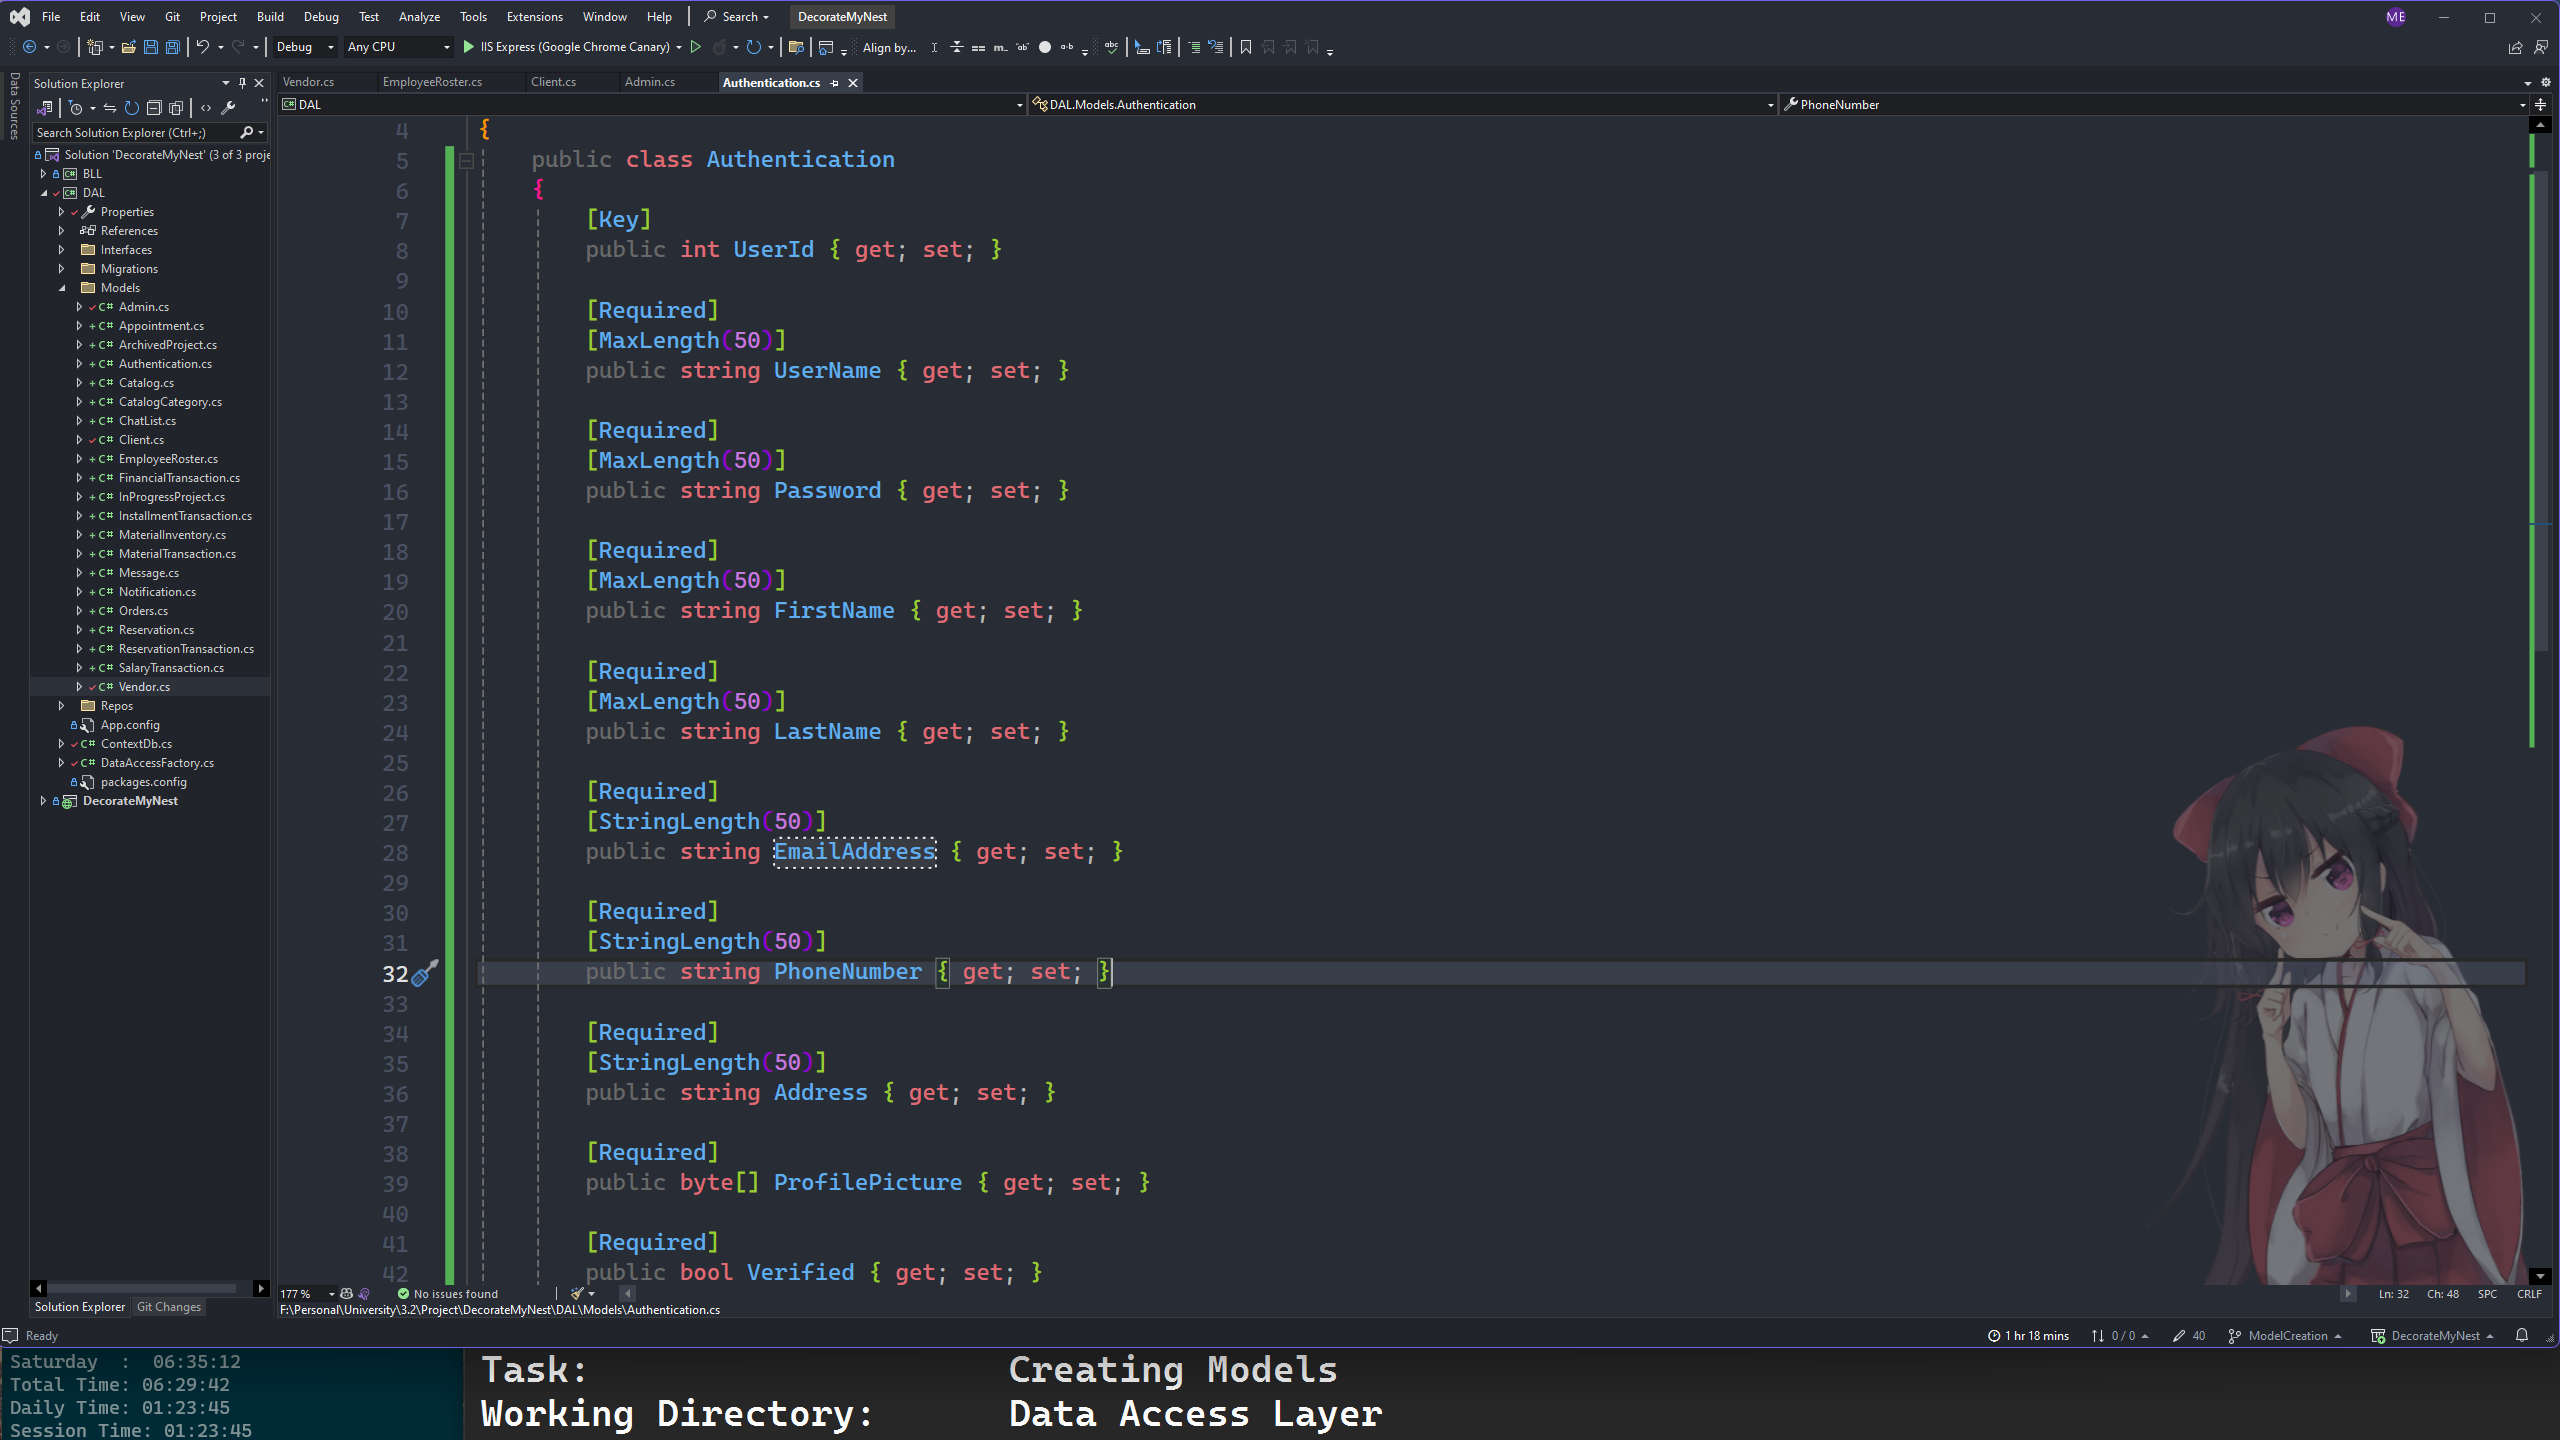 File Edit View Git Project Build Debug Test Analyze Tools Extensions Window Help Search DecorateMyNest ME
Debug Any CPU IIS Express (Google Chrome Canary) Align by...
Data Sources
Solution Explorer
Search Solution Explorer (Ctrl+;)
Solution 'DecorateMyNest' (3 of 3 proje
BLL
DAL
Properties
References
Interfaces
Migrations
Models
C# Admin.cs
C# Appointment.cs
C# ArchivedProject.cs
C# Authentication.cs
C# Catalog.cs
C# CatalogCategory.cs
C# ChatList.cs
C# Client.cs
C# EmployeeRoster.cs
C# FinancialTransaction.cs
C# InProgressProject.cs
C# InstallmentTransaction.cs
C# MaterialInventory.cs
C# MaterialTransaction.cs
C# Message.cs
C# Notification.cs
C# Orders.cs
C# Reservation.cs
C# ReservationTransaction.cs
C# SalaryTransaction.cs
C# Vendor.cs
Repos
App.config
C# ContextDb.cs
C# DataAccessFactory.cs
packages.config
DecorateMyNest
Solution Explorer Git Changes
Vendor.cs EmployeeRoster.cs Client.cs Admin.cs Authentication.cs
DAL DAL.Models.Authentication PhoneNumber
4 {
5 public class Authentication
6 {
7 [Key]
8 public int UserId { get; set; }
9
10 [Required]
11 [MaxLength(50)]
12 public string UserName { get; set; }
13
14 [Required]
15 [MaxLength(50)]
16 public string Password { get; set; }
17
18 [Required]
19 [MaxLength(50)]
20 public string FirstName { get; set; }
21
22 [Required]
23 [MaxLength(50)]
24 public string LastName { get; set; }
25
26 [Required]
27 [StringLength(50)]
28 public string EmailAddress { get; set; }
29
30 [Required]
31 [StringLength(50)]
32 public string PhoneNumber { get; set; }
33
34 [Required]
35 [StringLength(50)]
36 public string Address { get; set; }
37
38 [Required]
39 public byte[] ProfilePicture { get; set; }
40
41 [Required]
42 public bool Verified { get; set; }
177 % No issues found Ln: 32 Ch: 48 SPC CRLF
F:\Personal\University\3.2\Project\DecorateMyNest\DAL\Models\Authentication.cs
Ready 1 hr 18 mins 0 / 0 40 ModelCreation DecorateMyNest
Saturday : 06:35:12
Total Time: 06:29:42
Daily Time: 01:23:45
Session Time: 01:23:45
Task: Creating Models
Working Directory: Data Access Layer